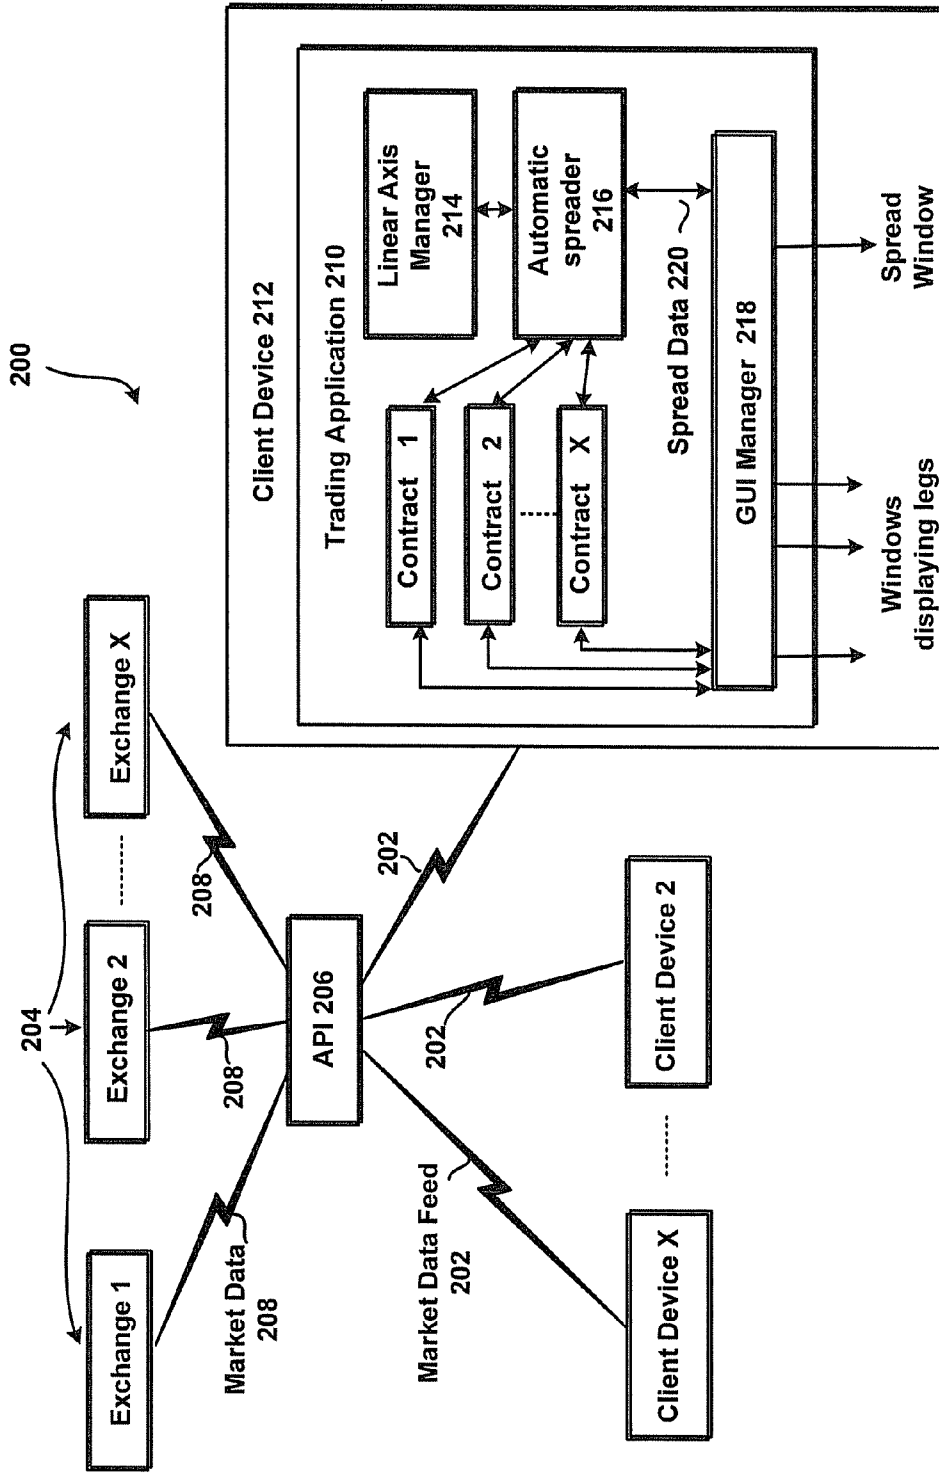 200
204
Exchange 1
Exchange 2
Exchange X
Market Data
208
208
208
API 206
Market Data Feed
202
202
202
Client Device X
Client Device 2
Client Device 212
Trading Application 210
Contract 1
Contract 2
Contract X
Linear Axis
Manager
214
Automatic
spreader
216
Spread Data 220
GUI Manager 218
Windows
displaying legs
Spread
Window